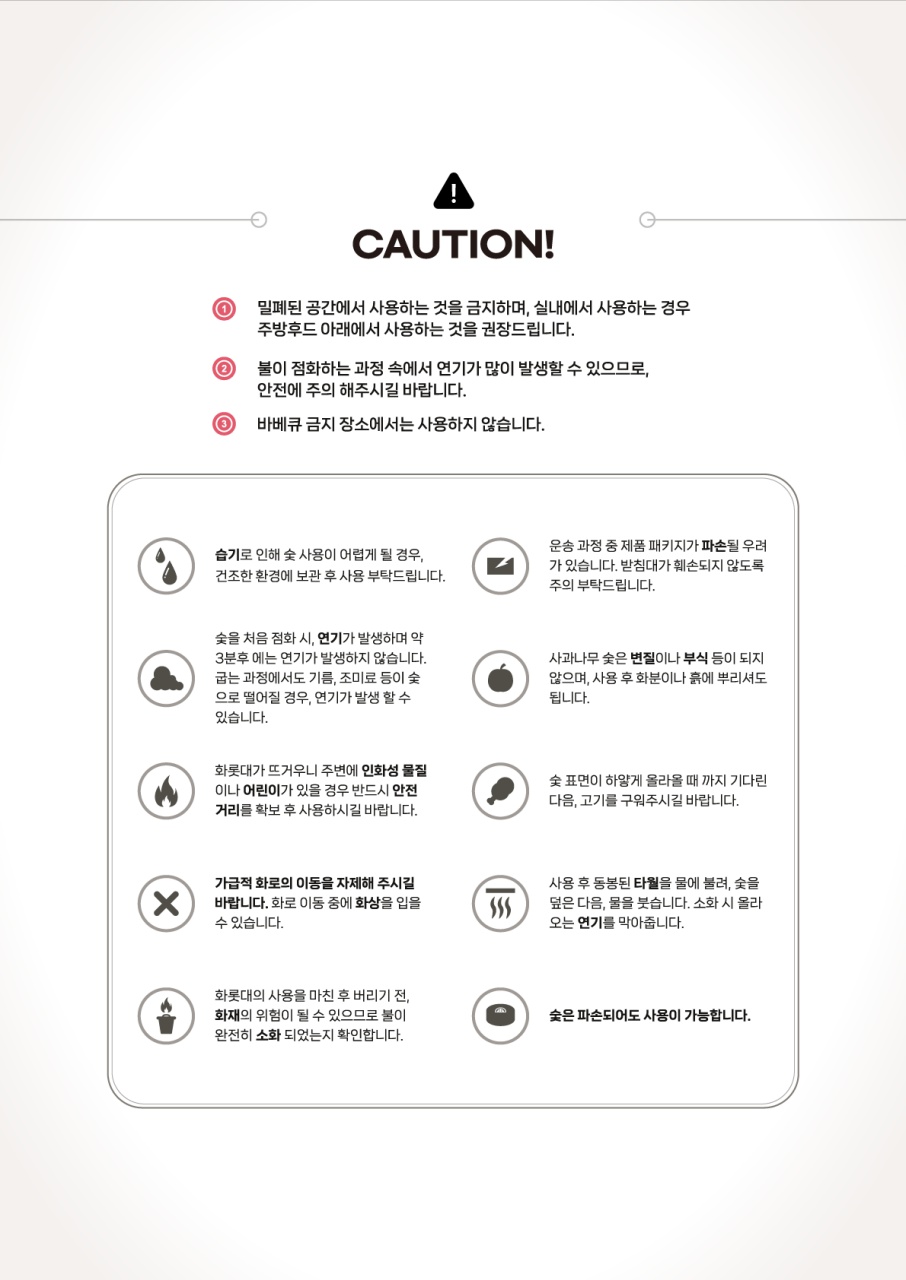 CAUTION!
1
밀폐된 공간에서 사용하는 것을 금지하며, 실내에서 사용하는 경우
주방후드 아래에서 사용하는 것을 권장드립니다.
2
불이 점화하는 과정 속에서 연기가 많이 발생할 수 있으므로,
안전에 주의 해주시길 바랍니다.
3
바베큐 금지 장소에서는 사용하지 않습니다.
습기로 인해 숯 사용이 어렵게 될 경우,
건조한 환경에 보관 후 사용 부탁드립니다.
운송 과정 중 제품 패키지가 파손될 우려
가 있습니다. 받침대가 훼손되지 않도록
주의 부탁드립니다.
숯을 처음 점화 시, 연기가 발생하며 약
3분후 에는 연기가 발생하지 않습니다.
굽는 과정에서도 기름, 조미료 등이 숯
으로 떨어질 경우, 연기가 발생 할 수
있습니다.
사과나무 숯은 변질이나 부식 등이 되지
않으며, 사용 후 화분이나 흙에 뿌리셔도
됩니다.
화롯대가 뜨거우니 주변에 인화성 물질
이나 어린이가 있을 경우 반드시 안전
거리를 확보 후 사용하시길 바랍니다.
숯 표면이 하얗게 올라올 때 까지 기다린
다음, 고기를 구워주시길 바랍니다.
가급적 화로의 이동을 자제해 주시길
바랍니다. 화로 이동 중에 화상을 입을
수 있습니다.
사용 후 동봉된 타월을 물에 불려, 숯을
덮은 다음, 물을 붓습니다. 소화 시 올라
오는 연기를 막아줍니다.
화롯대의 사용을 마친 후 버리기 전,
화재의 위험이 될 수 있으므로 불이
완전히 소화 되었는지 확인합니다.
숯은 파손되어도 사용이 가능합니다.